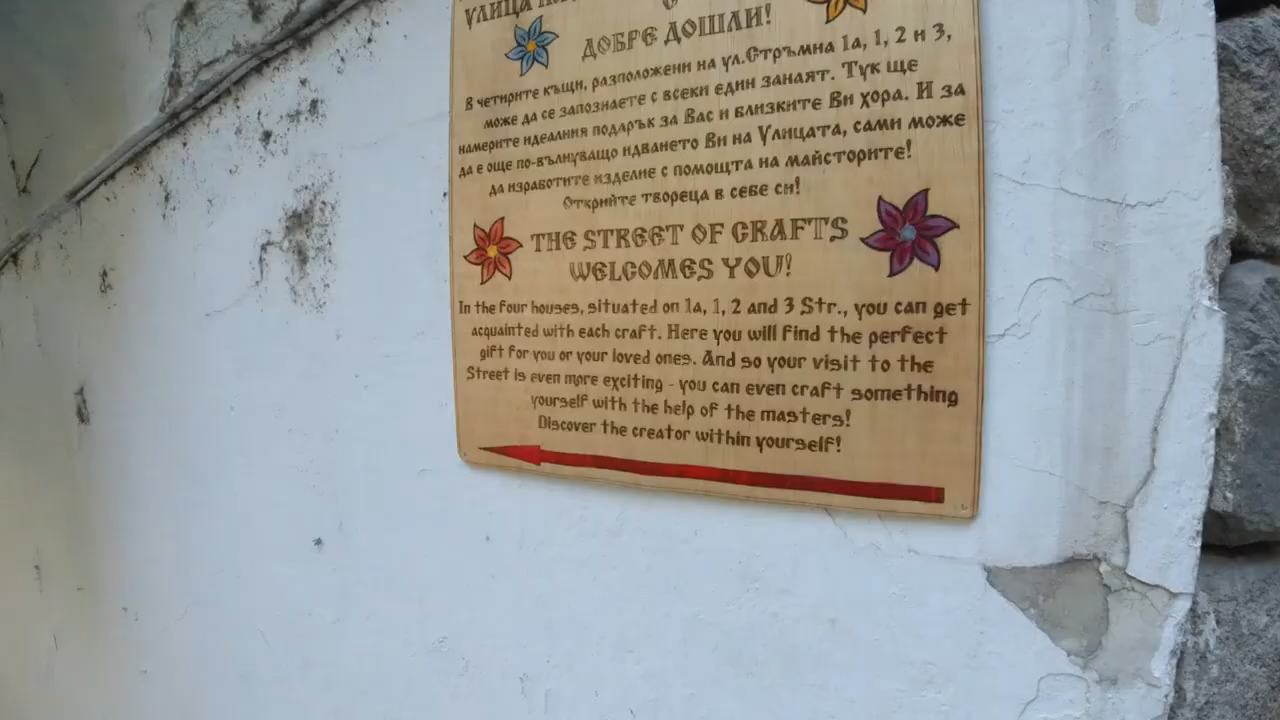 УЛИЦА
ДОБРЕ ДОШЛИ!
В четирите къщи, разположени на ул.Стръмна 1а, 1, 2 и 3,
може да се запознаете с всеки един занаят. Тук ще
намерите идеалния подарък за Вас и близките Ви хора. И за
да е още по-вълнуващо идването Ви на Улицата, сами може
да изработите изделие с помощта на майсторите!
Открийте твореца в себе си!
THE STREET OF CRAFTS
WELCOMES YOU!
In the four houses, situated on 1a, 1, 2 and 3 Str., you can get
acquainted with each craft. Here you will find the perfect
gift for you or your loved ones. And so your visit to the
Street is even more exciting - you can even craft something
yourself with the help of the masters!
Discover the creator within yourself!